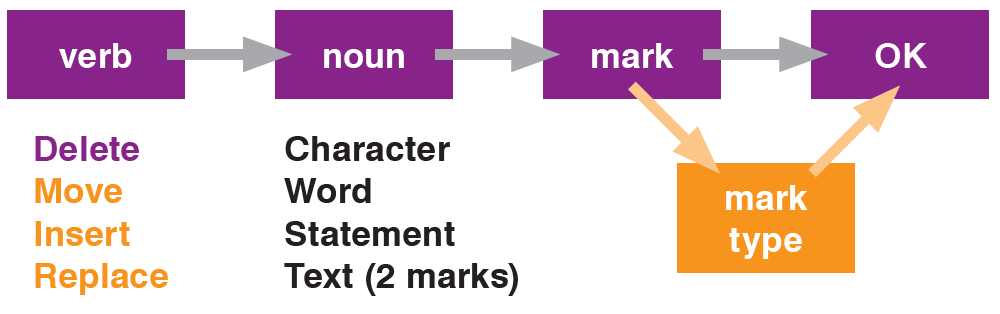 verb noun mark OK
Delete Character
Move Word
Insert Statement
Replace Text (2 marks)
mark
type